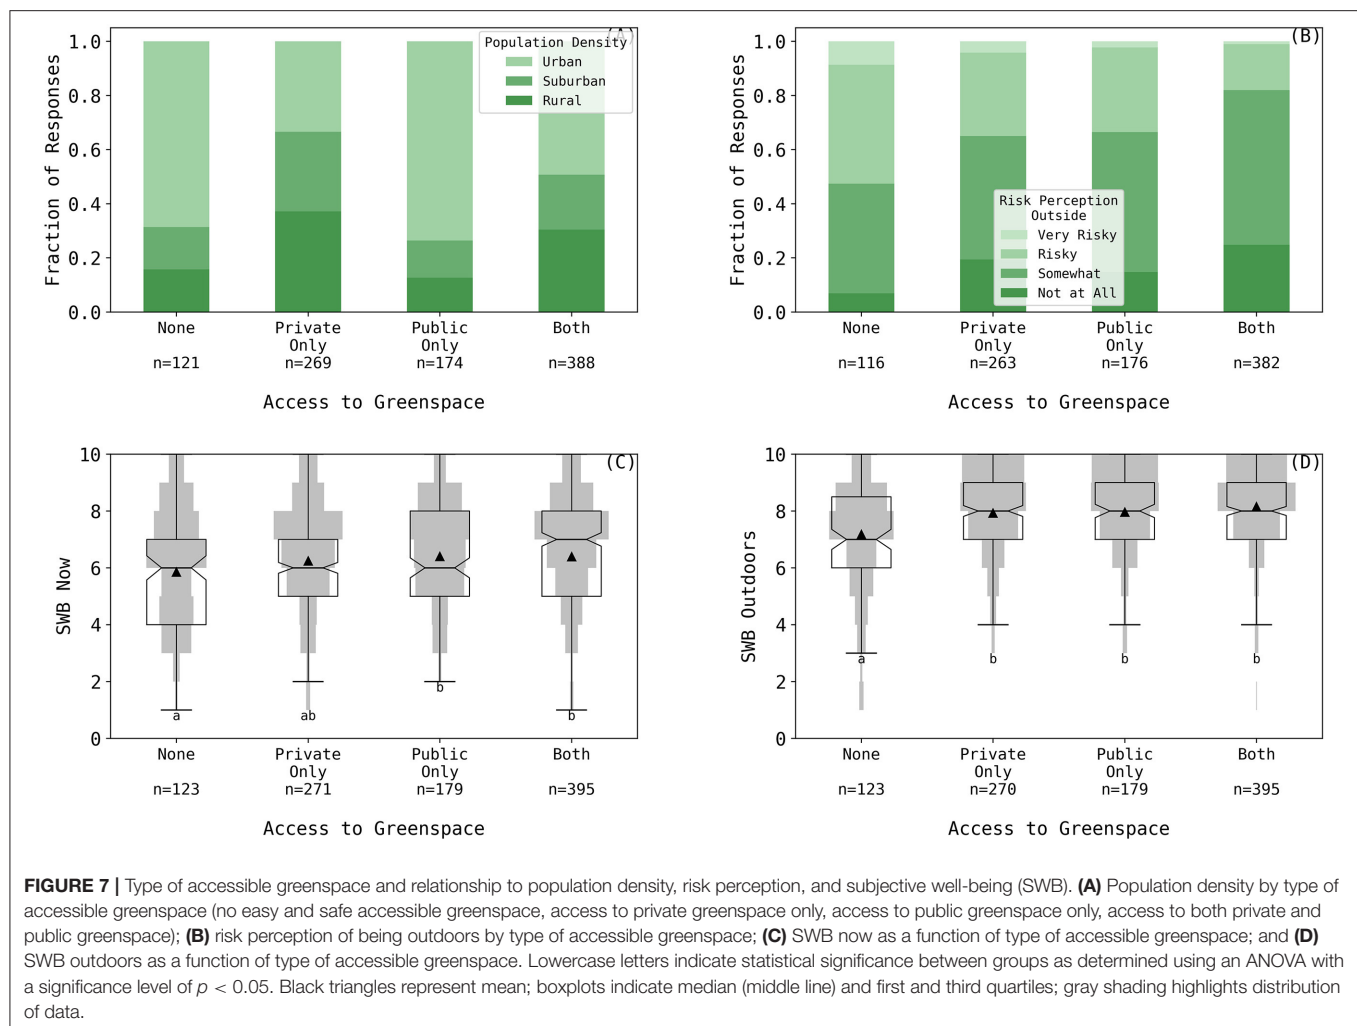 (A)
Fraction of Responses
1.0
0.8
0.6
0.4
0.2
0.0
Population Density
Urban
Suburban
Rural
None
Private
Only
Public
Only
Both
n=121
n=269
n=174
n=388
Access to Greenspace
(B)
Fraction of Responses
1.0
0.8
0.6
0.4
0.2
0.0
Risk Perception
Outside
Very Risky
Risky
Somewhat
Not at All
None
Private
Only
Public
Only
Both
n=116
n=263
n=176
n=382
Access to Greenspace
(C)
SWB Now
10
8
6
4
2
0
a
ab
b
b
None
Private
Only
Public
Only
Both
n=123
n=271
n=179
n=395
Access to Greenspace
(D)
SWB Outdoors
10
8
6
4
2
0
a
b
b
b
None
Private
Only
Public
Only
Both
n=123
n=270
n=179
n=395
Access to Greenspace
FIGURE 7 | Type of accessible greenspace and relationship to population density, risk perception, and subjective well-being (SWB). (A) Population density by type of
accessible greenspace (no easy and safe accessible greenspace, access to private greenspace only, access to public greenspace only, access to both private and
public greenspace); (B) risk perception of being outdoors by type of accessible greenspace; (C) SWB now as a function of type of accessible greenspace; and (D)
SWB outdoors as a function of type of accessible greenspace. Lowercase letters indicate statistical significance between groups as determined using an ANOVA with
a significance level of p < 0.05. Black triangles represent mean; boxplots indicate median (middle line) and first and third quartiles; gray shading highlights distribution
of data.